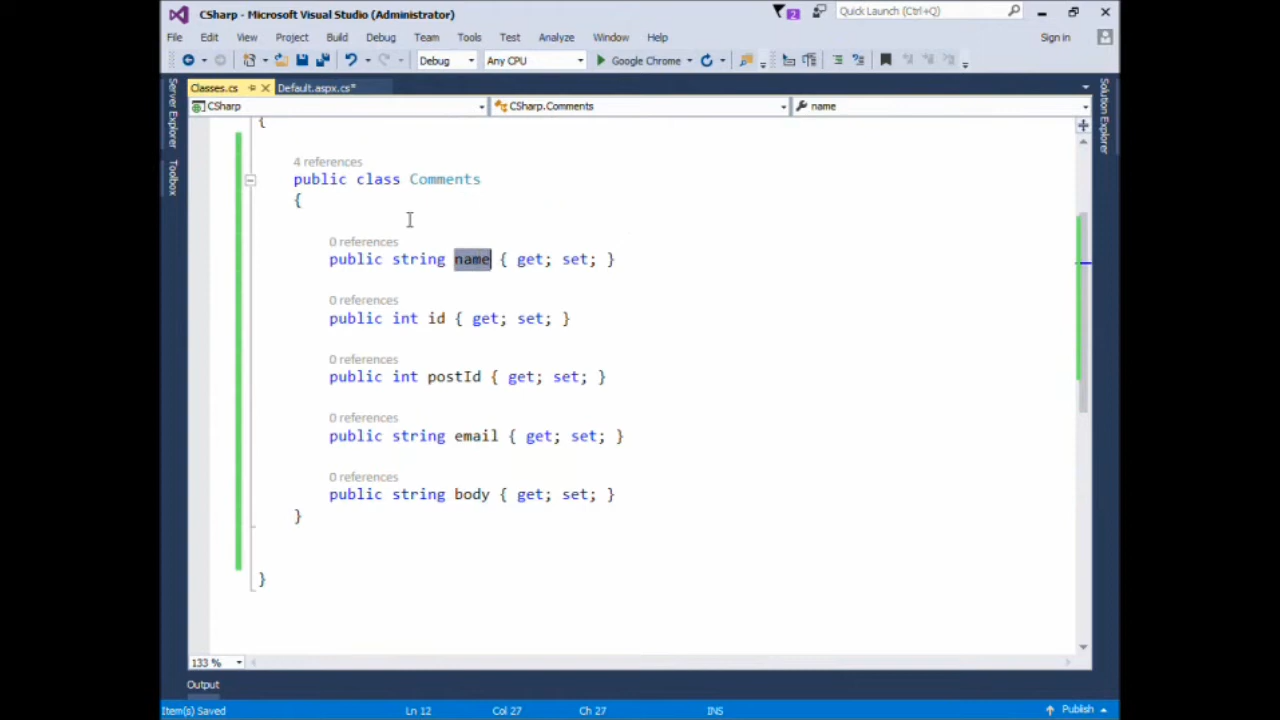 CSharp - Microsoft Visual Studio (Administrator)
2
Quick Launch (Ctrl+Q)
File Edit View Project Build Debug Team Tools Test Analyze Window Help
Sign in
Debug Any CPU Google Chrome
Server Explorer
Toolbox
Solution Explorer
Classes.cs Default.aspx.cs*
CSharp CSharp.Comments name
{
4 references
public class Comments
{
0 references
public string name { get; set; }
0 references
public int id { get; set; }
0 references
public int postId { get; set; }
0 references
public string email { get; set; }
0 references
public string body { get; set; }
}
}
133 %
Output
Item(s) Saved Ln 12 Col 27 Ch 27 INS Publish